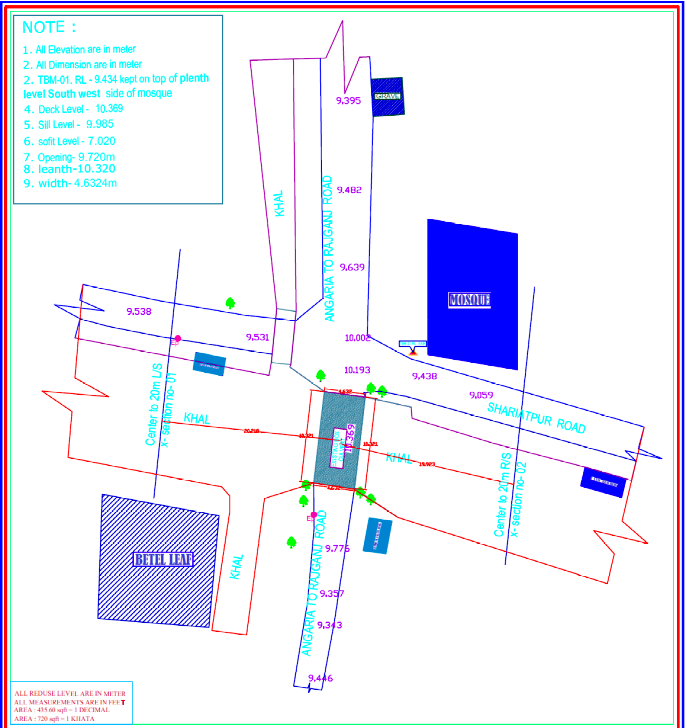 NOTE :
1. All Elevation are in meter
2. All Dimension are in meter
2. TBM-01. RL - 9.434 kept on top of plenth
level South west side of mosque
4. Deck Level - 10.369
5. Sill Level - 9.985
6. sofit Level - 7.020
7. Opening- 9.720m
8. leanth-10.320
9. width- 4.6324m
9.395
GRAVE
KHAL
ANGARIA TO RAJGANJ ROAD
9.482
9.639
MOSQUE
9.538
9.531
10.002
10.193
9.438
9.059
SHARIATPUR ROAD
Center to 20m L/S
x- section no- 01
KHAL
10.369
KHAL
Center to 20m R/S
x- section no- 02
BETEL LEAF
KHAL
ANGARIA TO RAJGANJ ROAD
9.776
9.357
9.343
9.446
ALL REDUSE LEVEL ARE IN METER
ALL MEASUREMENTS ARE IN FEET
AREA : 435.60 sqft = 1 DECIMAL
AREA : 720 sqft = 1 KHATA